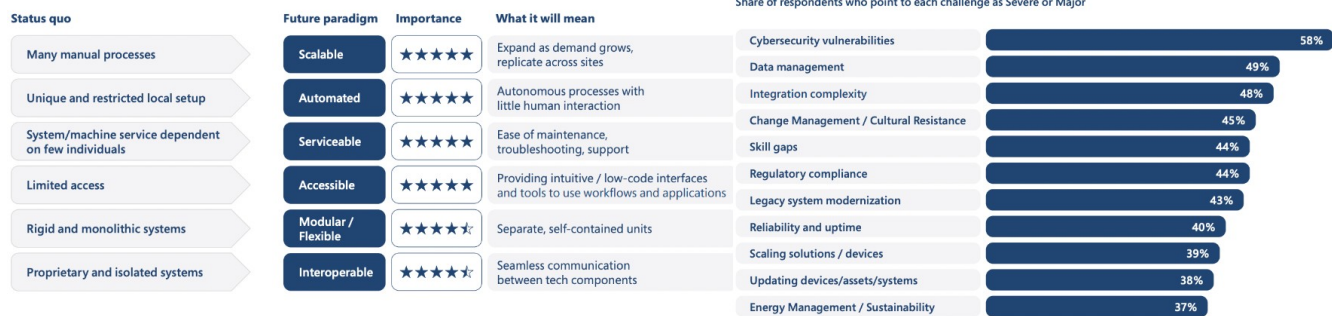 Share of respondents who point to each challenge as Severe or Major
Status quo
Future paradigm
Importance
What it will mean
Many manual processes
Scalable
★★★★★
Expand as demand grows,
replicate across sites
Unique and restricted local setup
Automated
★★★★★
Autonomous processes with
little human interaction
System/machine service dependent
on few individuals
Serviceable
★★★★★
Ease of maintenance,
troubleshooting, support
Limited access
Accessible
★★★★★
Providing intuitive / low-code interfaces
and tools to use workflows and applications
Rigid and monolithic systems
Modular /
Flexible
Separate, self-contained units
Proprietary and isolated systems
Interoperable
Seamless communication
between tech components
Cybersecurity vulnerabilities
58%
Data management
49%
Integration complexity
48%
Change Management / Cultural Resistance
45%
Skill gaps
44%
Regulatory compliance
44%
Legacy system modernization
43%
Reliability and uptime
40%
Scaling solutions / devices
39%
Updating devices/assets/systems
38%
Energy Management / Sustainability
37%